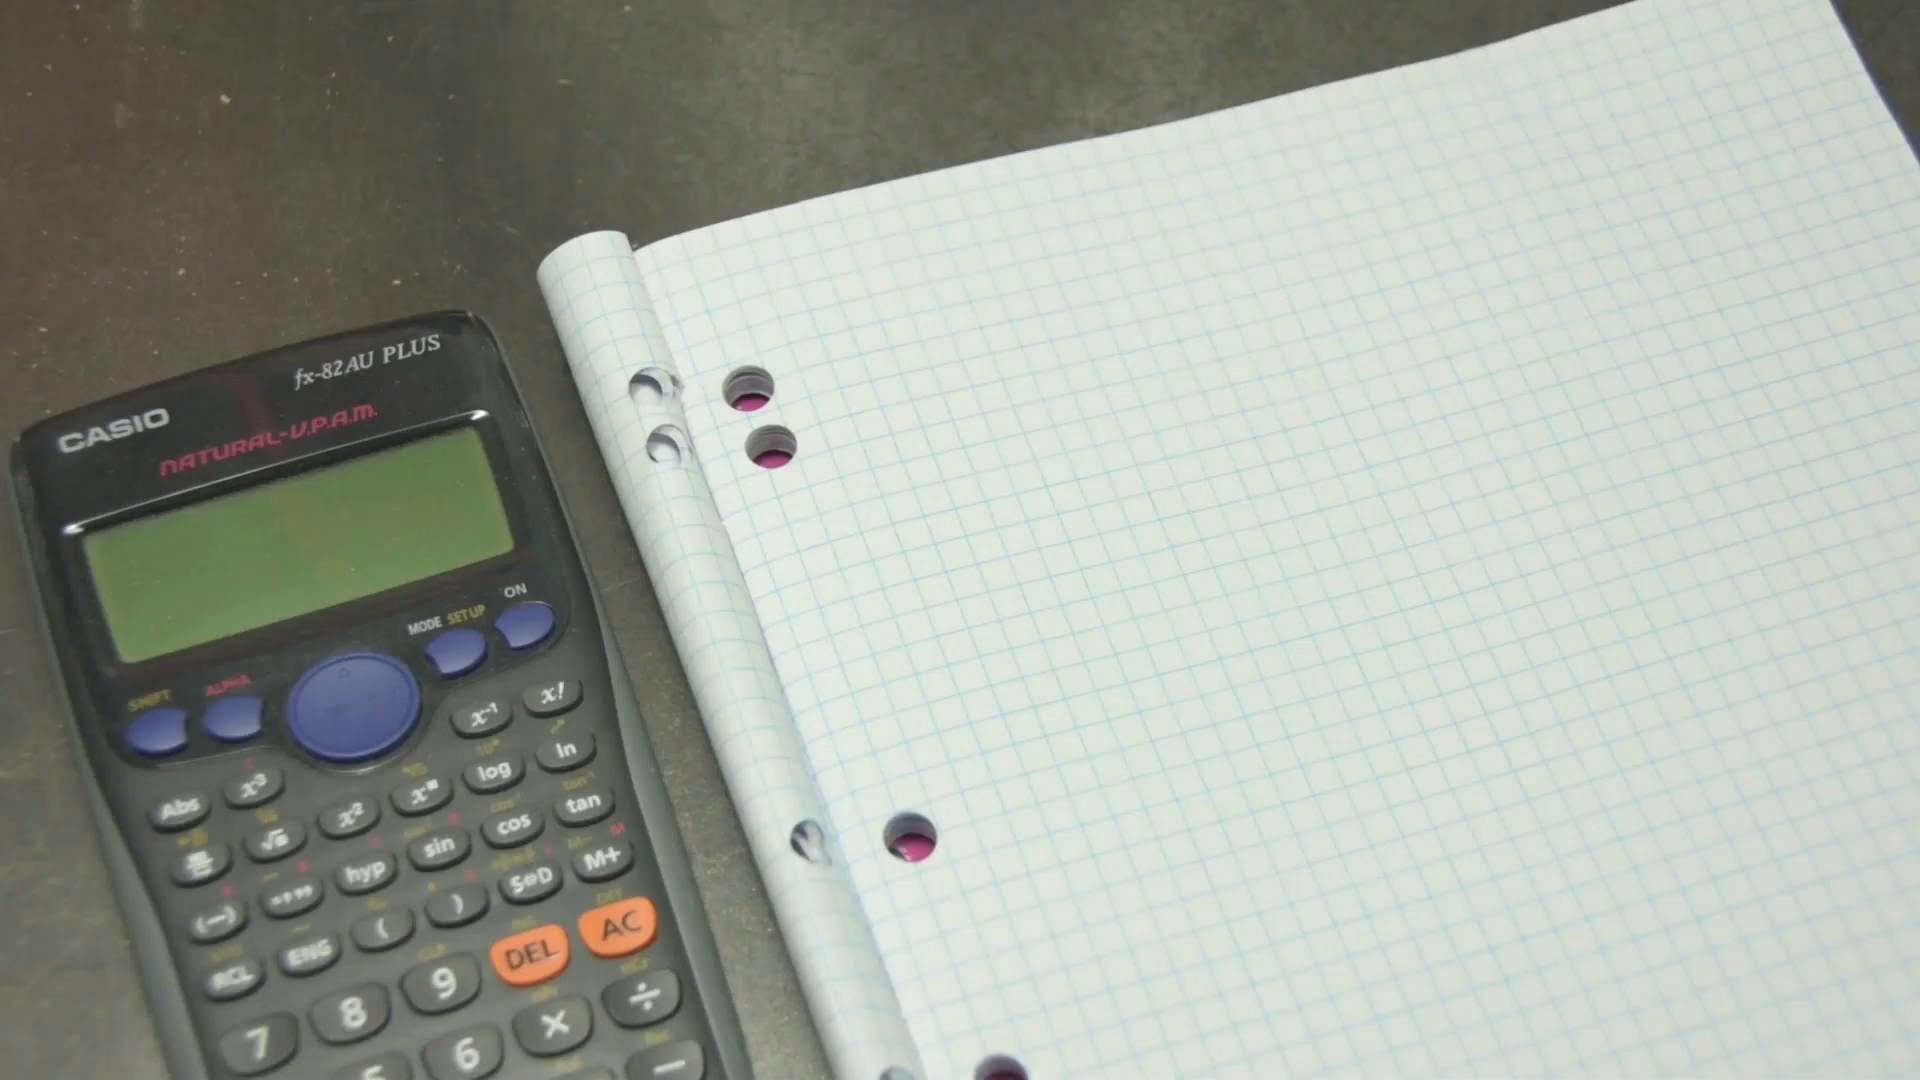 fx-82AU PLUS
CASIO
NATURAL-V.P.A.M.
ON
MODE SETUP
SHIFT ALPHA
x⁻¹ x!
Abs x³ x² log ln
hyp sin cos tan
(—) S⇔D M+
RCL ENG ( )
DEL AC
7 8 9 × ÷
5 6 −